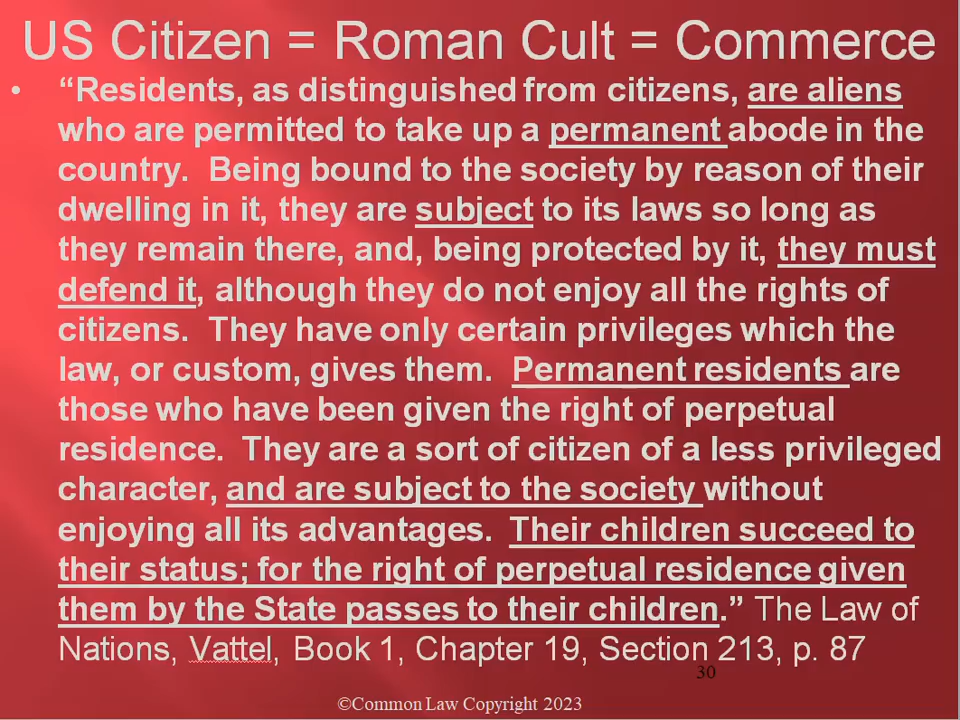 US Citizen = Roman Cult = Commerce
• “Residents, as distinguished from citizens, are aliens
who are permitted to take up a permanent abode in the
country. Being bound to the society by reason of their
dwelling in it, they are subject to its laws so long as
they remain there, and, being protected by it, they must
defend it, although they do not enjoy all the rights of
citizens. They have only certain privileges which the
law, or custom, gives them. Permanent residents are
those who have been given the right of perpetual
residence. They are a sort of citizen of a less privileged
character, and are subject to the society without
enjoying all its advantages. Their children succeed to
their status; for the right of perpetual residence given
them by the State passes to their children.” The Law of
Nations, Vattel, Book 1, Chapter 19, Section 213, p. 87
30
©Common Law Copyright 2023